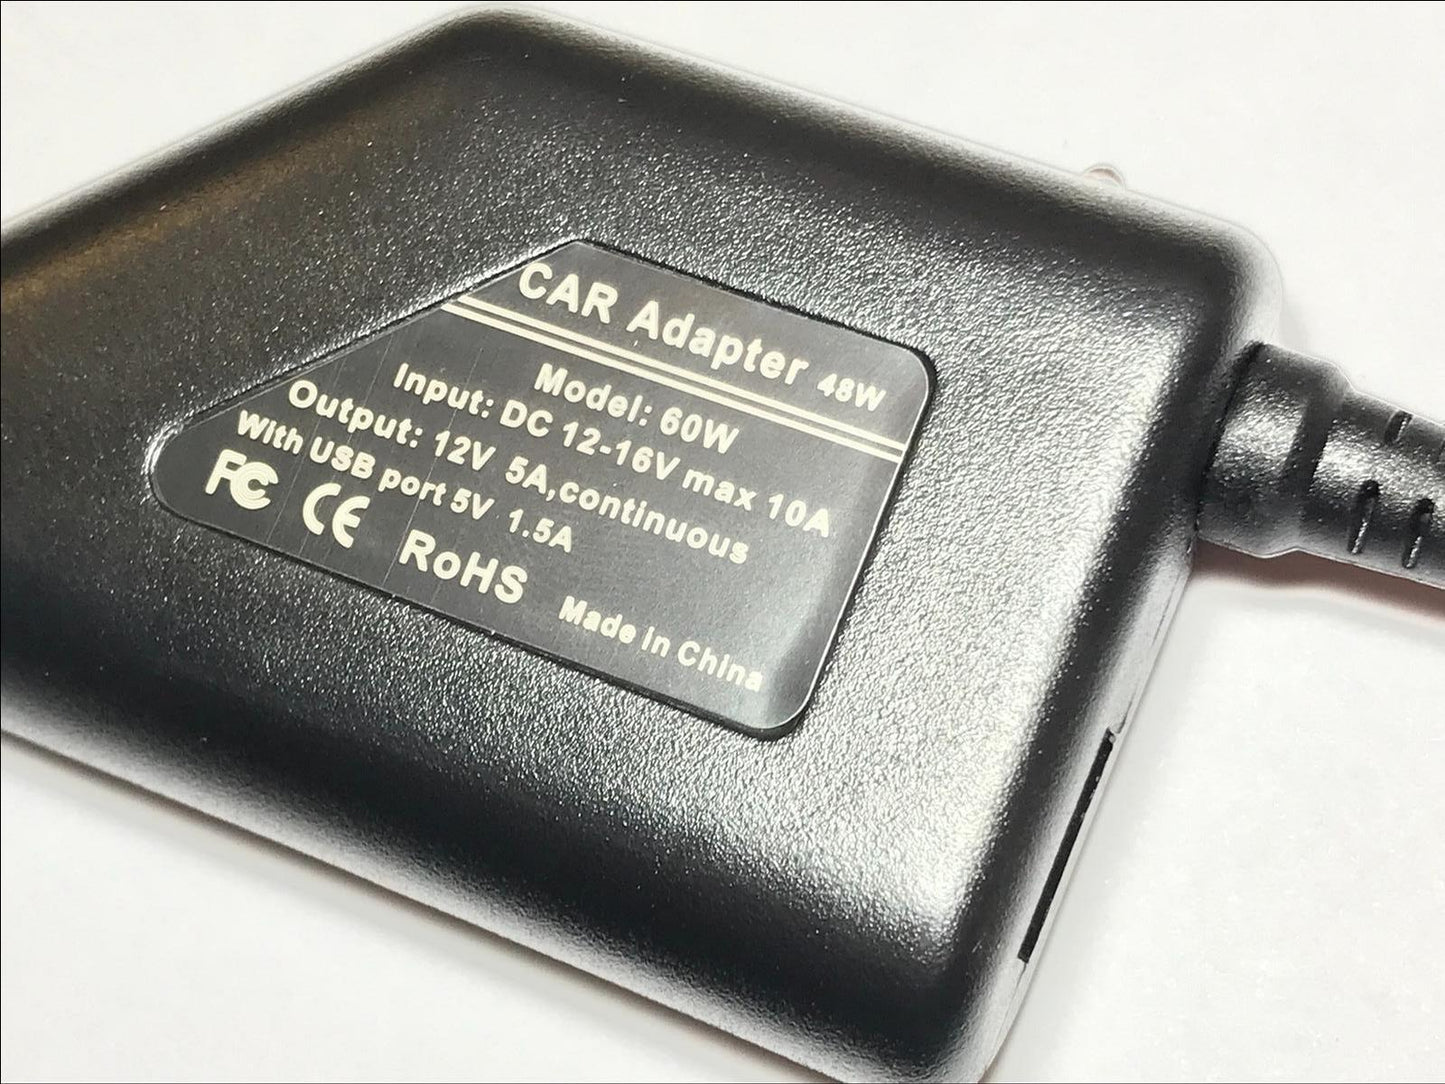 CAR Adapter 48W
Model: 60W
Input: DC 12-16V max 10A
Output: 12V 5A,continuous
With USB port 5V 1.5A
FC CE RoHS Made in China